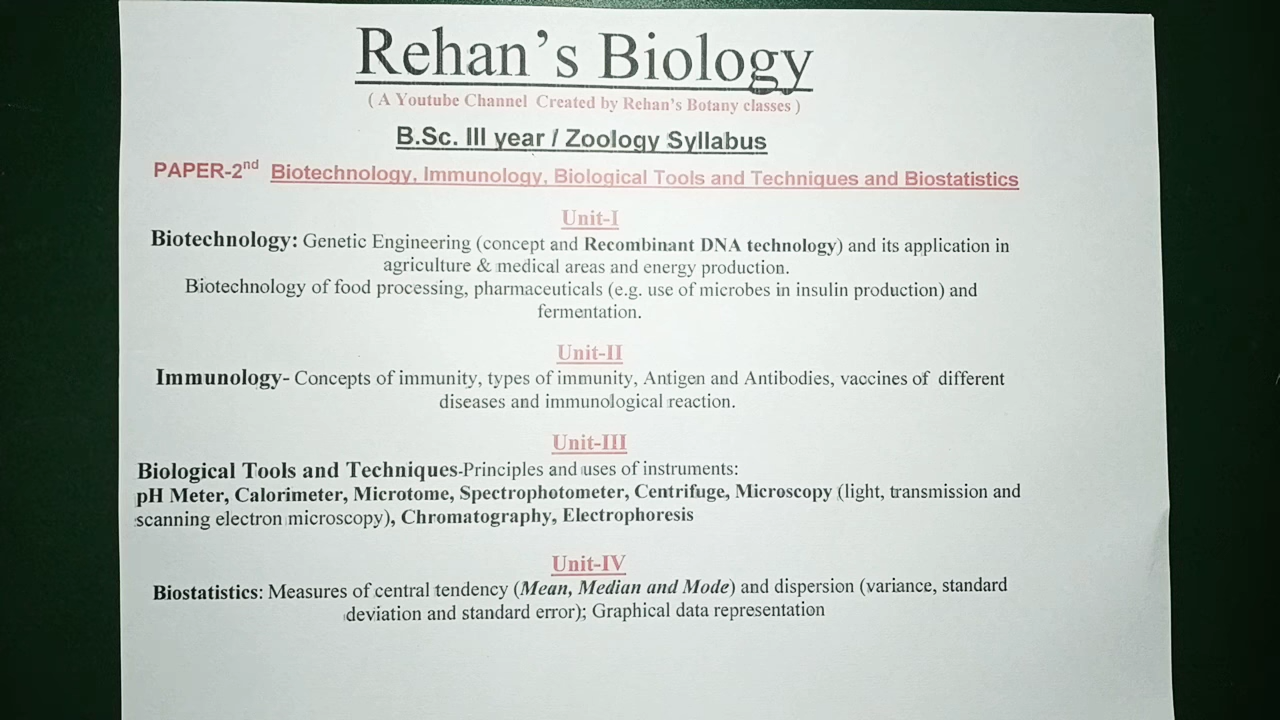 Rehan's Biology
( A Youtube Channel Created by Rehan's Botany classes )
B.Sc. III year / Zoology Syllabus
PAPER-2nd Biotechnology, Immunology, Biological Tools and Techniques and Biostatistics
Unit-I
Biotechnology: Genetic Engineering (concept and Recombinant DNA technology) and its application in
agriculture & medical areas and energy production.
Biotechnology of food processing, pharmaceuticals (e.g. use of microbes in insulin production) and
fermentation.
Unit-II
Immunology- Concepts of immunity, types of immunity, Antigen and Antibodies, vaccines of different
diseases and immunological reaction.
Unit-III
Biological Tools and Techniques-Principles and uses of instruments:
pH Meter, Calorimeter, Microtome, Spectrophotometer, Centrifuge, Microscopy (light, transmission and
scanning electron microscopy), Chromatography, Electrophoresis
Unit-IV
Biostatistics: Measures of central tendency (Mean, Median and Mode) and dispersion (variance, standard
deviation and standard error); Graphical data representation